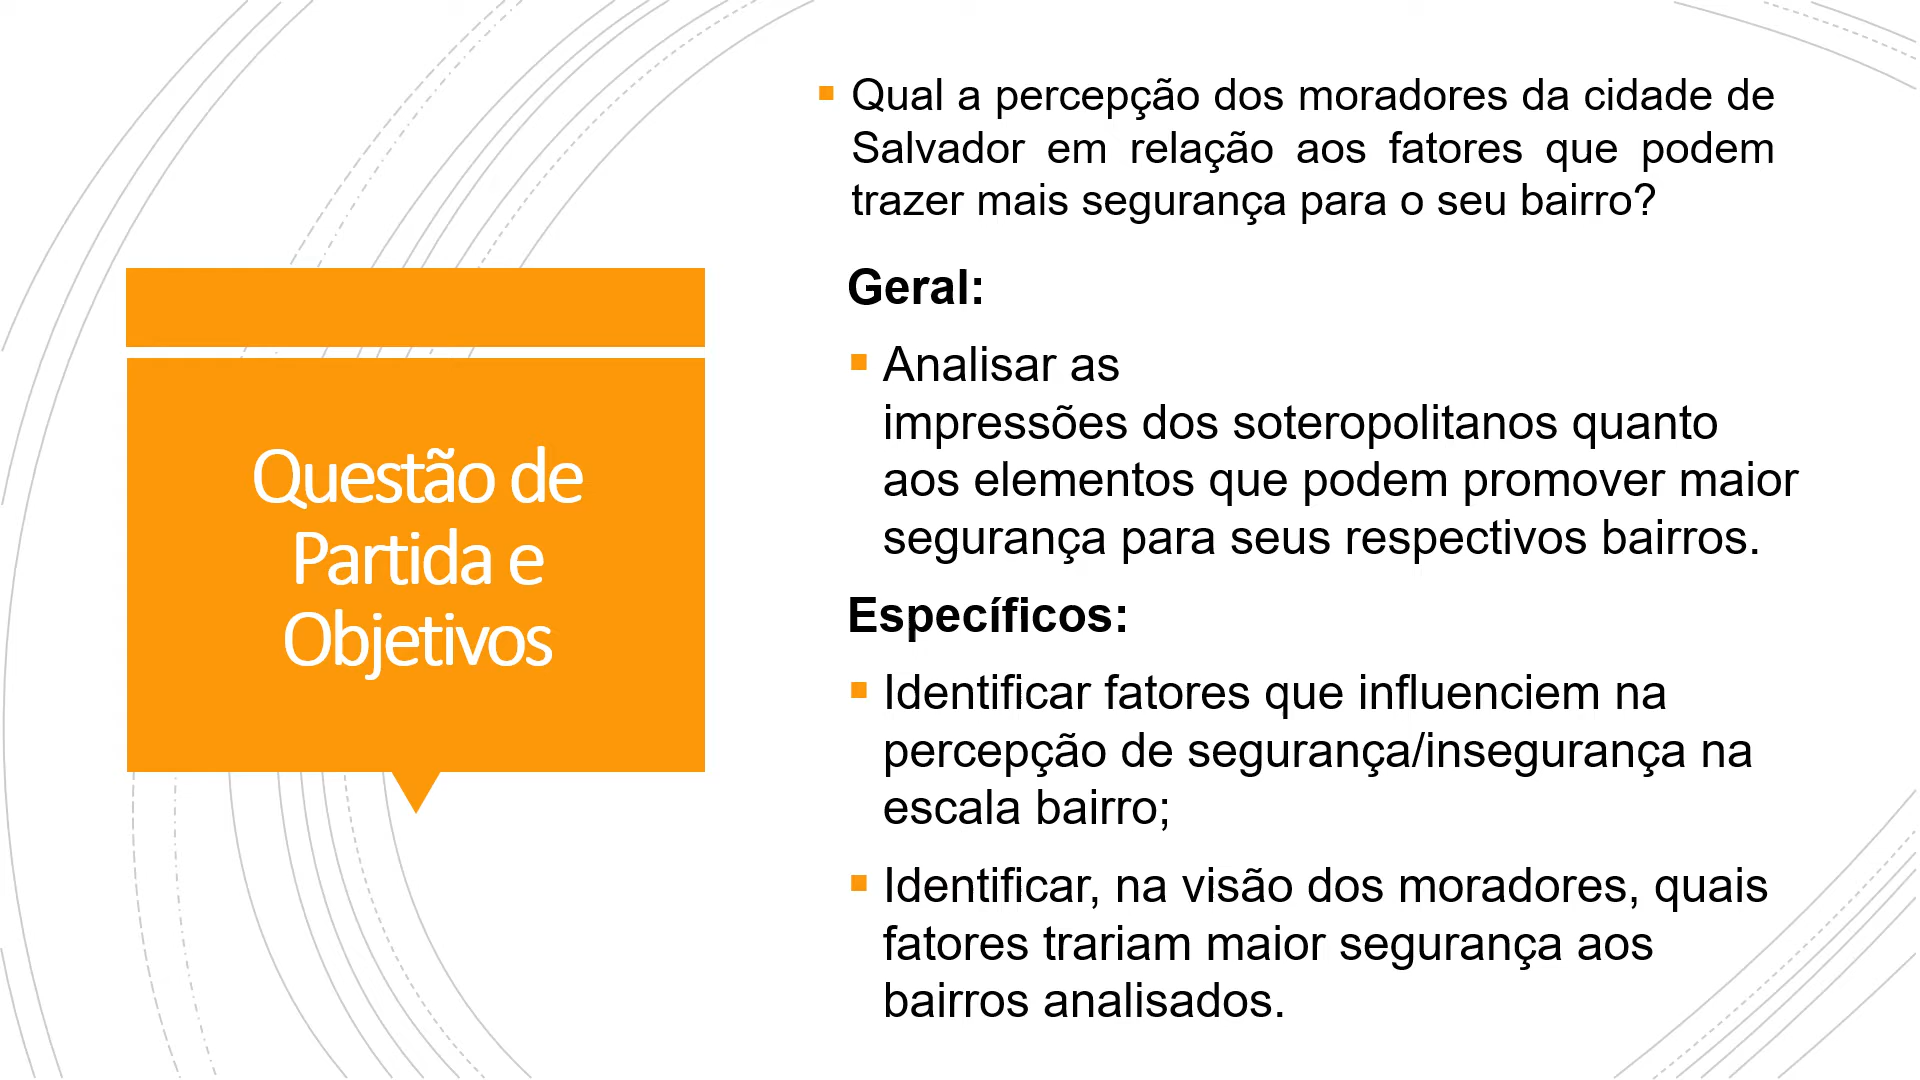 Questão de
Partida e
Objetivos
Qual a percepção dos moradores da cidade de
Salvador em relação aos fatores que podem
trazer mais segurança para o seu bairro?
Geral:
Analisar as
impressões dos soteropolitanos quanto
aos elementos que podem promover maior
segurança para seus respectivos bairros.
Específicos:
Identificar fatores que influenciem na
percepção de segurança/insegurança na
escala bairro;
Identificar, na visão dos moradores, quais
fatores trariam maior segurança aos
bairros analisados.